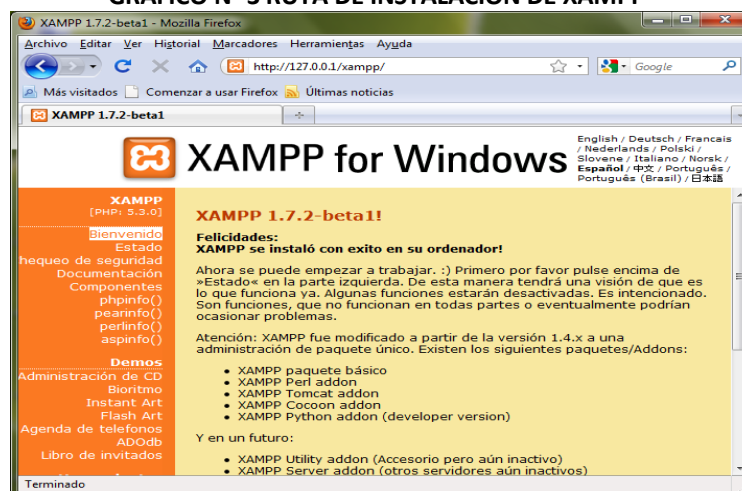 GRAFICO N° 3 RUTA DE INSTALACION DE XAMPP
XAMPP 1.7.2-beta1 - Mozilla Firefox
Archivo Editar Ver Historial Marcadores Herramientas Ayuda
http://127.0.0.1/xampp/
Google
Más visitados Comenzar a usar Firefox Últimas noticias
XAMPP 1.7.2-beta1
XAMPP for Windows
English / Deutsch / Francais
/ Nederlands / Polski /
Slovene / Italiano / Norsk /
Español / 中文 / Português /
Português (Brasil) / 日本語
XAMPP
[PHP: 5.3.0]
Bienvenido
Estado
hequeo de seguridad
Documentación
Componentes
phpinfo()
pearinfo()
perlinfo()
aspinfo()
Demos
Administración de CD
Bioritmo
Instant Art
Flash Art
Agenda de telefonos
ADOdb
Libro de invitados
XAMPP 1.7.2-beta1!
Felicidades:
XAMPP se instaló con exito en su ordenador!
Ahora se puede empezar a trabajar. :) Primero por favor pulse encima de
»Estado« en la parte izquierda. De esta manera tendrá una visión de que es
lo que funciona ya. Algunas funciones estarán desactivadas. Es intencionado.
Son funciones, que no funcionan en todas partes o eventualmente podrían
ocasionar problemas.
Atención: XAMPP fue modificado a partir de la versión 1.4.x a una
administración de paquete único. Existen los siguientes paquetes/Addons:
• XAMPP paquete básico
• XAMPP Perl addon
• XAMPP Tomcat addon
• XAMPP Cocoon addon
• XAMPP Python addon (developer version)
Y en un futuro:
• XAMPP Utility addon (Accesorio pero aún inactivo)
• XAMPP Server addon (otros servidores aún inactivos)
Terminado